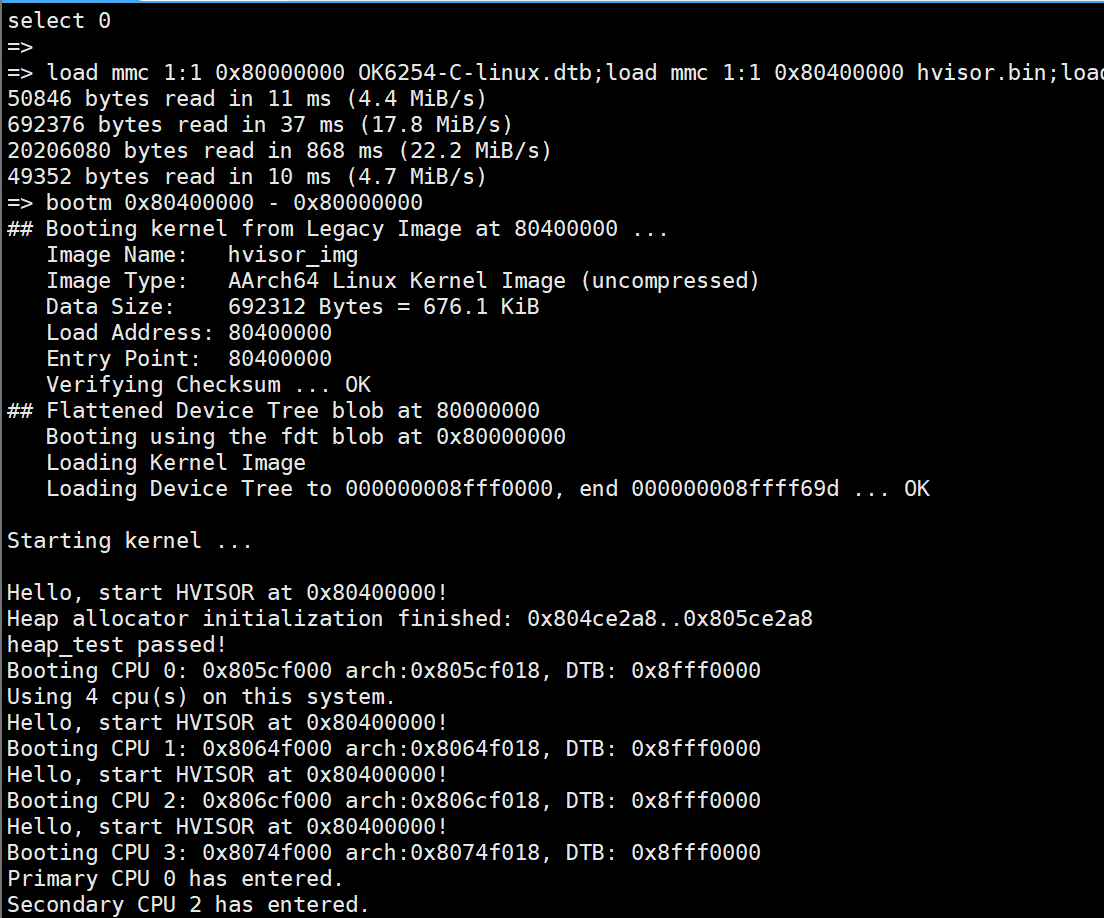 select 0
=>
=> load mmc 1:1 0x80000000 OK6254-C-linux.dtb;load mmc 1:1 0x80400000 hvisor.bin;load
50846 bytes read in 11 ms (4.4 MiB/s)
692376 bytes read in 37 ms (17.8 MiB/s)
20206080 bytes read in 868 ms (22.2 MiB/s)
49352 bytes read in 10 ms (4.7 MiB/s)
=> bootm 0x80400000 - 0x80000000
## Booting kernel from Legacy Image at 80400000 ...
   Image Name:   hvisor_img
   Image Type:   AArch64 Linux Kernel Image (uncompressed)
   Data Size:    692312 Bytes = 676.1 KiB
   Load Address: 80400000
   Entry Point:  80400000
   Verifying Checksum ... OK
## Flattened Device Tree blob at 80000000
   Booting using the fdt blob at 0x80000000
   Loading Kernel Image
   Loading Device Tree to 000000008fff0000, end 000000008ffff69d ... OK

Starting kernel ...

Hello, start HVISOR at 0x80400000!
Heap allocator initialization finished: 0x804ce2a8..0x805ce2a8
heap_test passed!
Booting CPU 0: 0x805cf000 arch:0x805cf018, DTB: 0x8fff0000
Using 4 cpu(s) on this system.
Hello, start HVISOR at 0x80400000!
Booting CPU 1: 0x8064f000 arch:0x8064f018, DTB: 0x8fff0000
Hello, start HVISOR at 0x80400000!
Booting CPU 2: 0x806cf000 arch:0x806cf018, DTB: 0x8fff0000
Hello, start HVISOR at 0x80400000!
Booting CPU 3: 0x8074f000 arch:0x8074f018, DTB: 0x8fff0000
Primary CPU 0 has entered.
Secondary CPU 2 has entered.